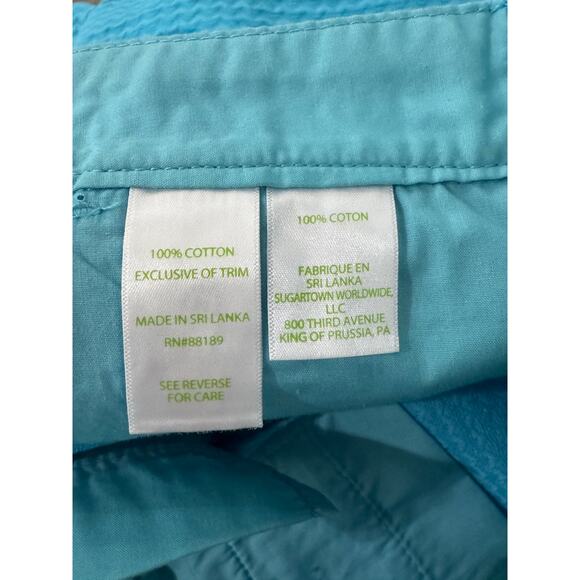 100% COTTON
EXCLUSIVE OF TRIM
MADE IN SRI LANKA
RN#88189
SEE REVERSE
FOR CARE
100% COTON
FABRIQUE EN
SRI LANKA
SUGARTOWN WORLDWIDE,
LLC
800 THIRD AVENUE
KING OF PRUSSIA, PA